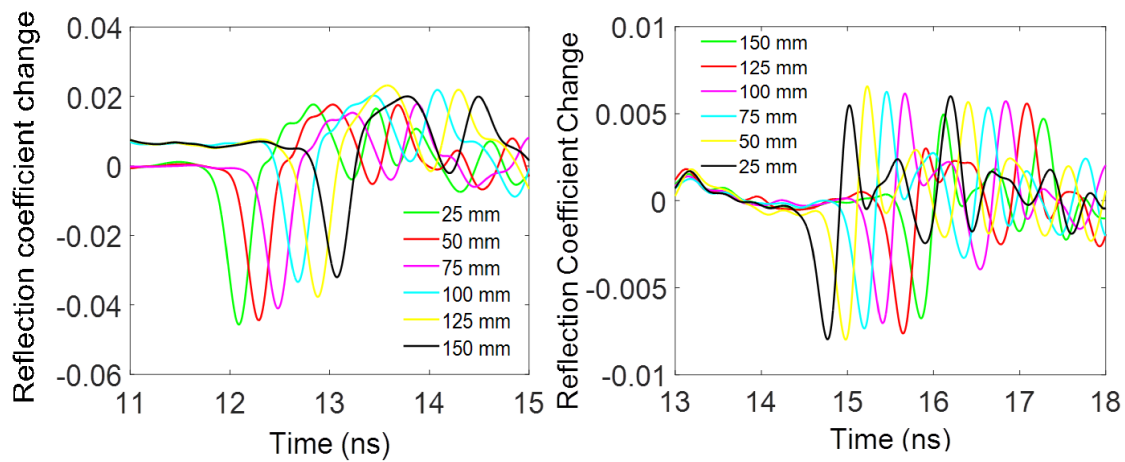 Reflection coefficient change
0.04
0.02
0
-0.02
-0.04
-0.06
25 mm
50 mm
75 mm
100 mm
125 mm
150 mm
11
12
13
14
15
Time (ns)
Reflection Coefficient Change
0.01
0.005
0
-0.005
-0.01
150 mm
125 mm
100 mm
75 mm
50 mm
25 mm
13
14
15
16
17
18
Time (ns)